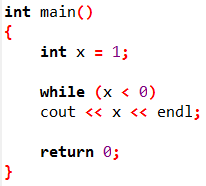 int main()
{
    int x = 1;

    while (x < 0)
    cout << x << endl;

    return 0;
}